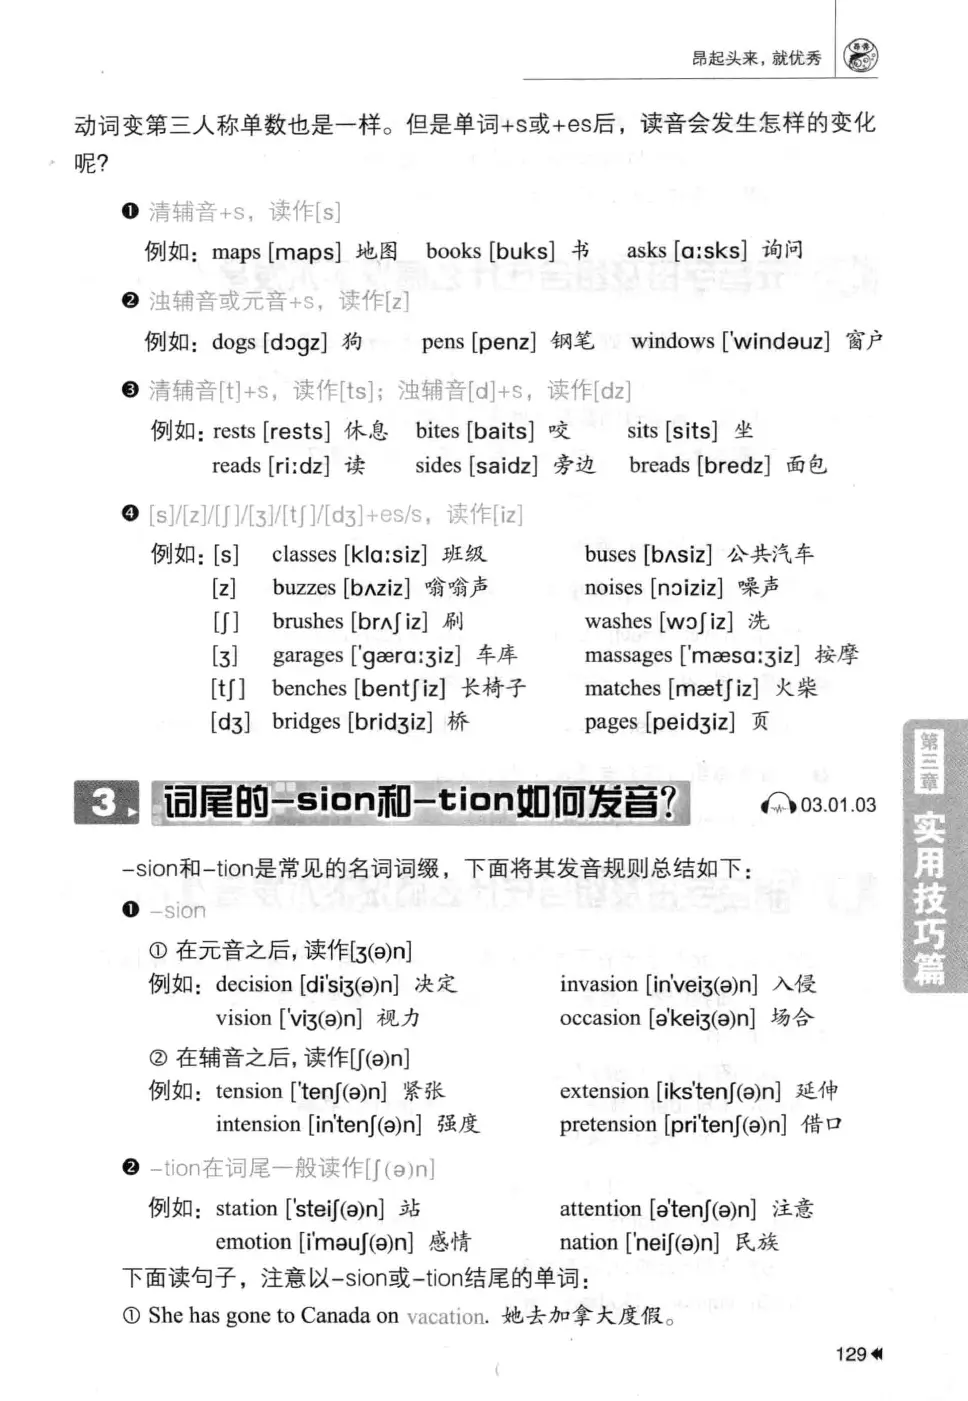 昂起头来，就优秀
动词变第三人称单数也是一样。但是单词+s或+es后，读音会发生怎样的变化
呢？
❶ 清辅音+s，读作[s]
例如：maps [maps] 地图 books [buks] 书 asks [ɑːsks] 询问
❷ 浊辅音或元音+s，读作[z]
例如：dogs [dɔgz] 狗 pens [penz] 钢笔 windows ['windəuz] 窗户
❸ 清辅音[t]+s，读作[ts]；浊辅音[d]+s，读作[dz]
例如：rests [rests] 休息 bites [baits] 咬 sits [sits] 坐
reads [riːdz] 读 sides [saidz] 旁边 breads [bredz] 面包
❹ [s]/[z]/[ʃ]/[ʒ]/[tʃ]/[dʒ]+es/s，读作[iz]
例如：[s] classes [klɑːsiz] 班级 buses [bʌsiz] 公共汽车
[z] buzzes [bʌziz] 嗡嗡声 noises [nɔiziz] 噪声
[ʃ] brushes [brʌʃiz] 刷 washes [wɔʃiz] 洗
[ʒ] garages ['gærɑːʒiz] 车库 massages ['mæsɑːʒiz] 按摩
[tʃ] benches [bentʃiz] 长椅子 matches [mætʃiz] 火柴
[dʒ] bridges [bridʒiz] 桥 pages [peidʒiz] 页
3 词尾的-sion和-tion如何发音？ 03.01.03
-sion和-tion是常见的名词词缀，下面将其发音规则总结如下：
❶ -sion
① 在元音之后，读作[ʒ(ə)n]
例如：decision [di'siʒ(ə)n] 决定 invasion [in'veiʒ(ə)n] 入侵
vision ['viʒ(ə)n] 视力 occasion [ə'keiʒ(ə)n] 场合
② 在辅音之后，读作[ʃ(ə)n]
例如：tension ['tenʃ(ə)n] 紧张 extension [iks'tenʃ(ə)n] 延伸
intension [in'tenʃ(ə)n] 强度 pretension [pri'tenʃ(ə)n] 借口
❷ -tion在词尾一般读作[ʃ(ə)n]
例如：station ['steiʃ(ə)n] 站 attention [ə'tenʃ(ə)n] 注意
emotion [i'məuʃ(ə)n] 感情 nation ['neiʃ(ə)n] 民族
下面读句子，注意以-sion或-tion结尾的单词：
① She has gone to Canada on vacation. 她去加拿大度假。
129
第三章
实用技巧篇